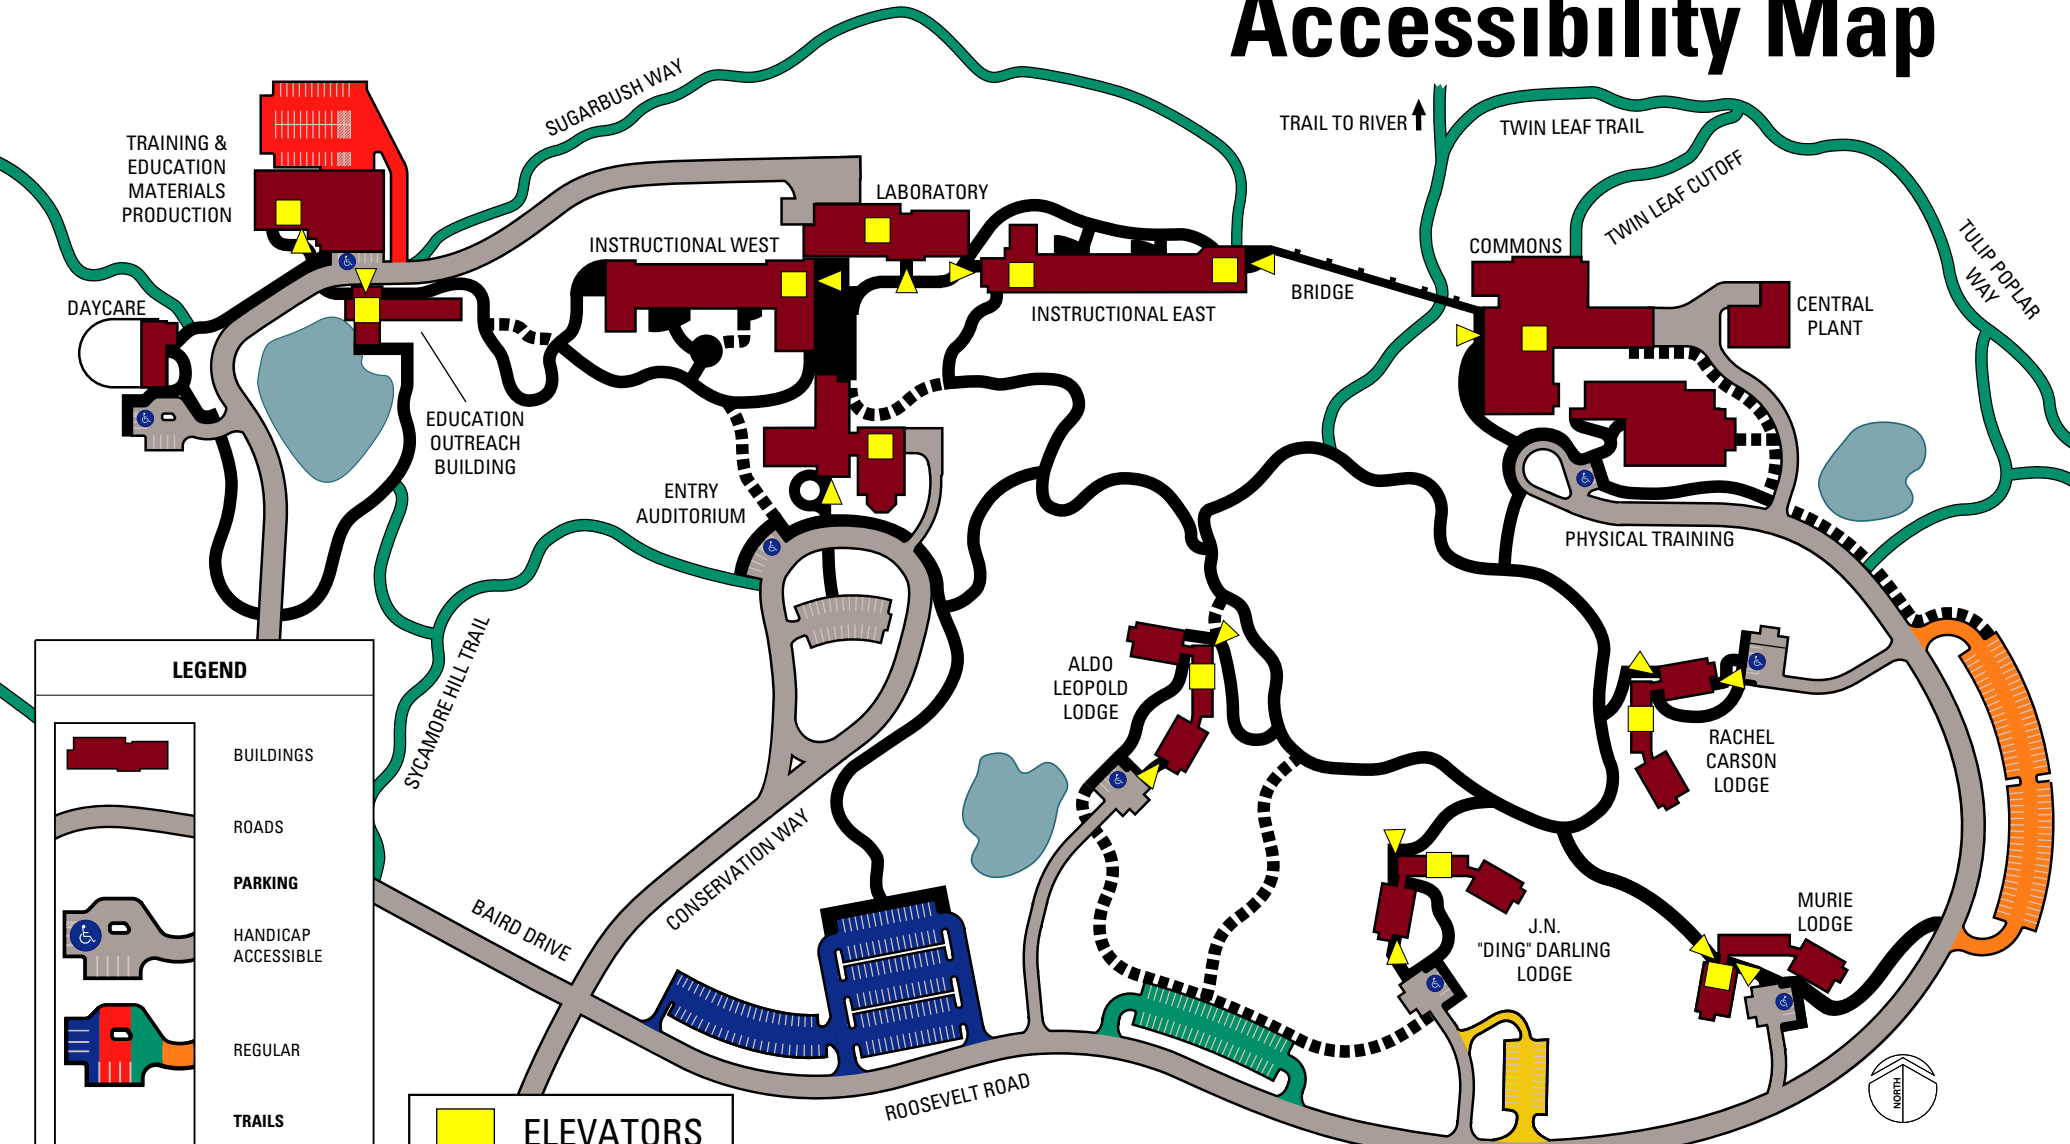 Accessibility Map
SUGARBUSH WAY
TRAIL TO RIVER
TWIN LEAF TRAIL
TWIN LEAF CUTOFF
TULIP POPLAR
WAY
TRAINING &
EDUCATION
MATERIALS
PRODUCTION
LABORATORY
INSTRUCTIONAL WEST
COMMONS
DAYCARE
BRIDGE
INSTRUCTIONAL EAST
CENTRAL
PLANT
EDUCATION
OUTREACH
BUILDING
ENTRY
AUDITORIUM
PHYSICAL TRAINING
SYCAMORE HILL TRAIL
ALDO
LEOPOLD
LODGE
RACHEL
CARSON
LODGE
CONSERVATION WAY
BAIRD DRIVE
J.N.
"DING" DARLING
LODGE
MURIE
LODGE
ROOSEVELT ROAD
NORTH
LEGEND
BUILDINGS
ROADS
PARKING
HANDICAP
ACCESSIBLE
REGULAR
TRAILS
ELEVATORS